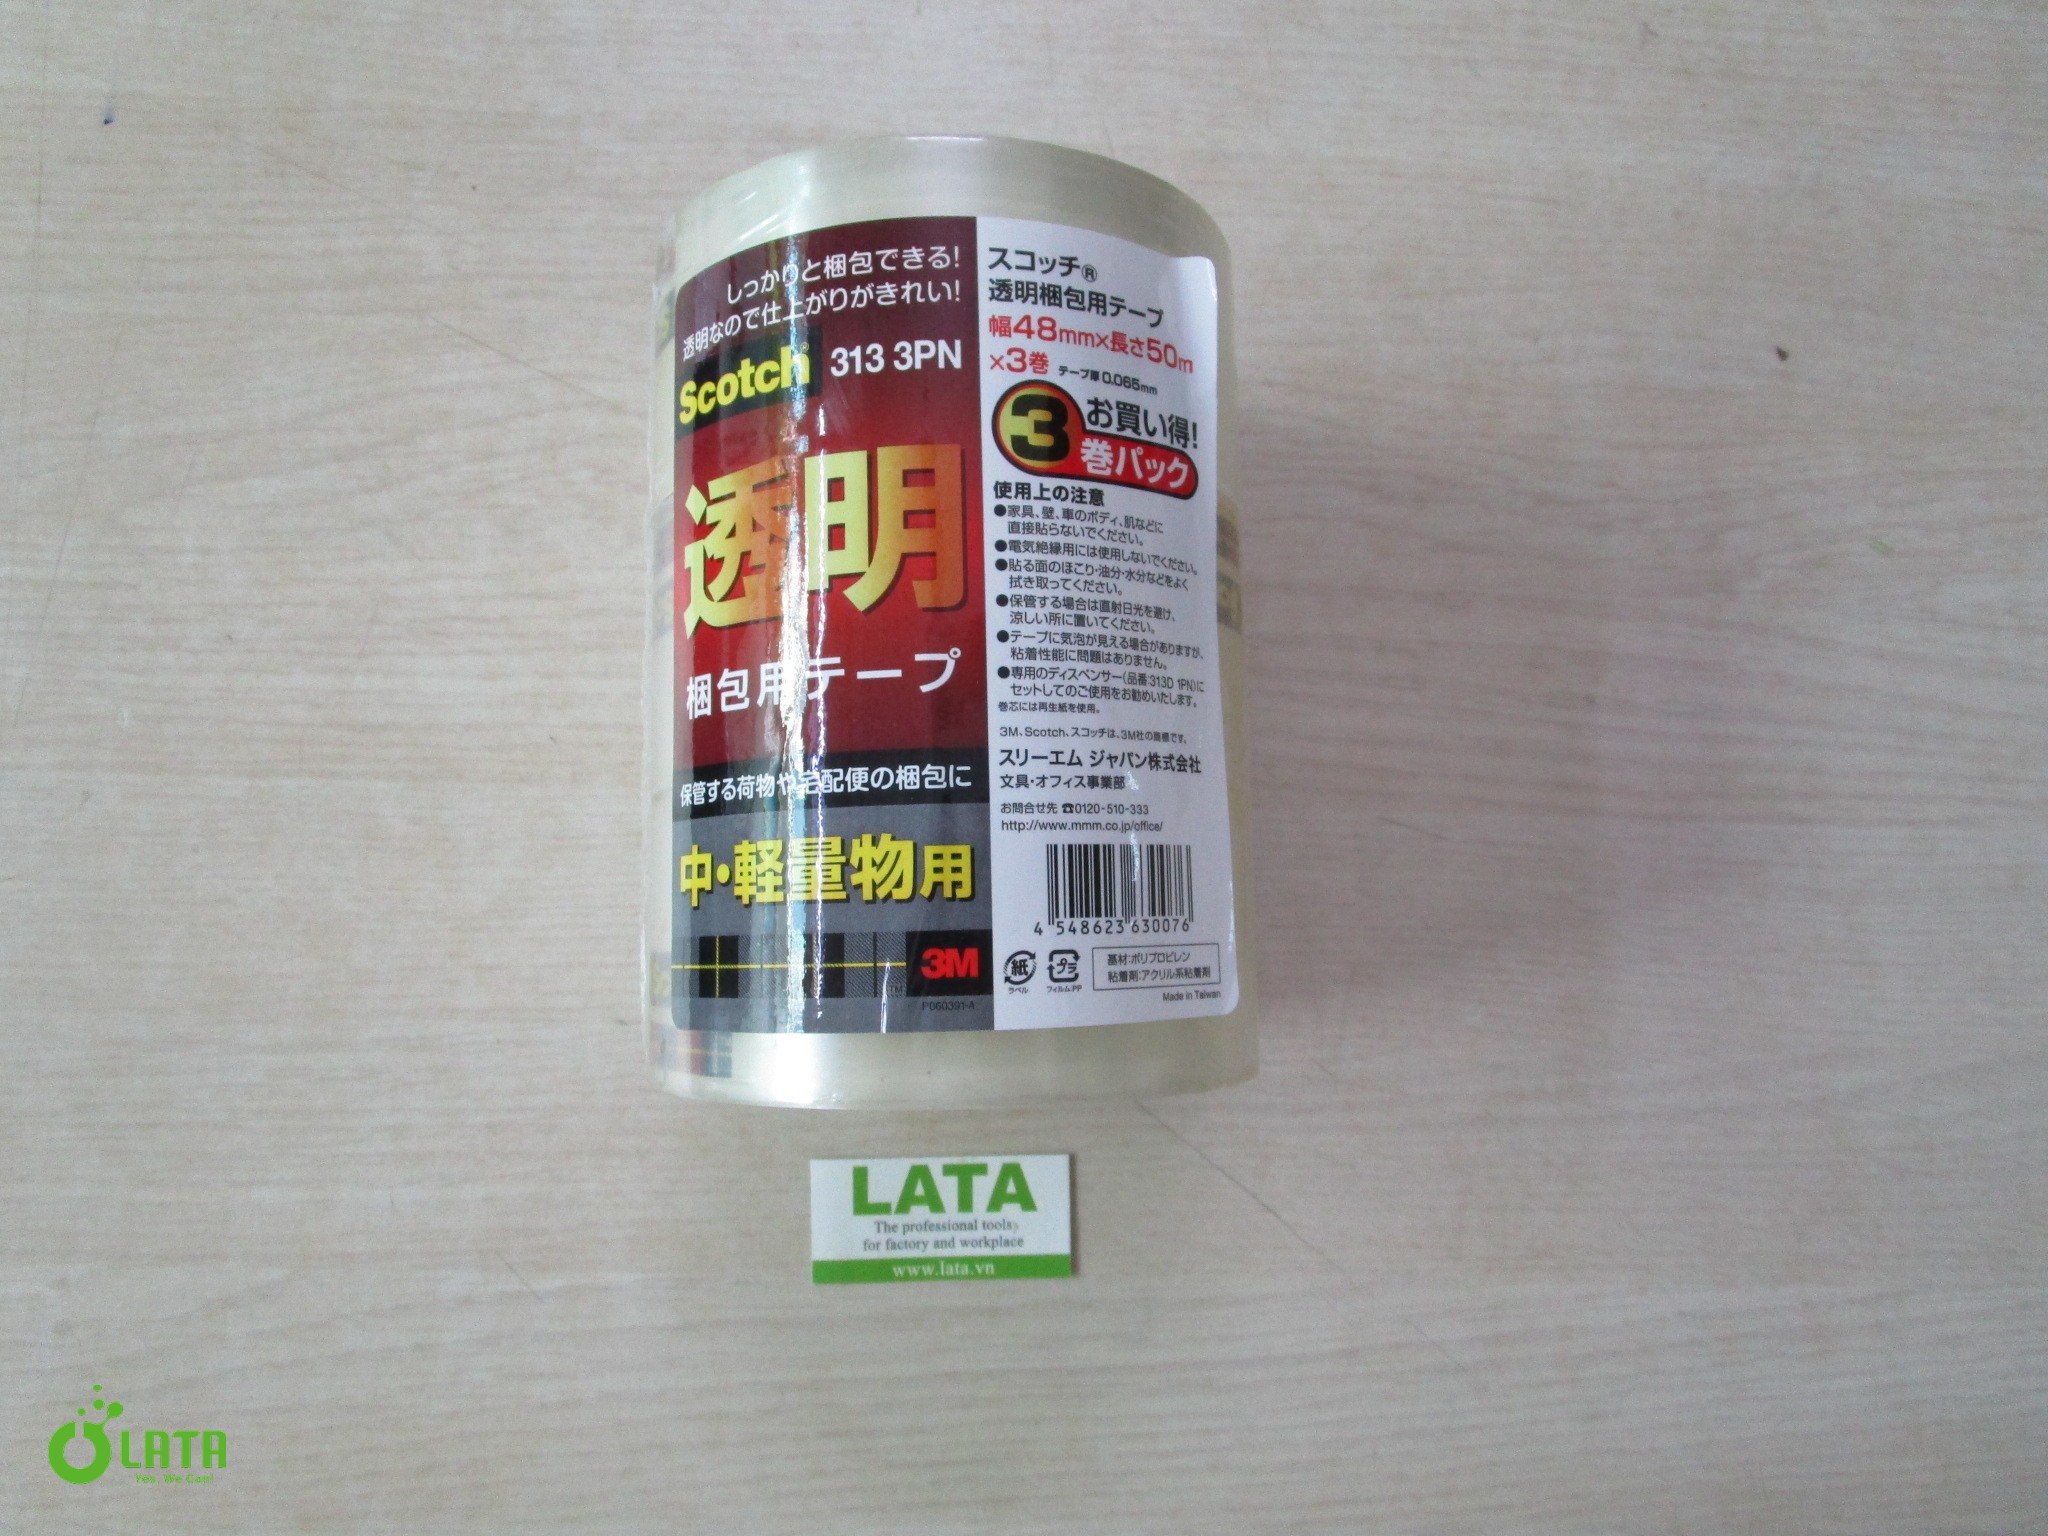 しっかりと梱包できる!
透明なので仕上がりがきれい!
Scotch® 313 3PN
透明
梱包用テープ
保管する荷物や宅配便の梱包に
中・軽量物用
3M
P060391-A
スコッチ®
透明梱包用テープ
幅48mm×長さ50m
×3巻 テープ厚0.065mm
3 お買い得!
巻パック
使用上の注意
●家具、壁、車のボディ、肌などに
直接貼らないでください。
●電気絶縁用には使用しないでください。
●貼る面のほこり・油分・水分などをよく
拭き取ってください。
●保管する場合は直射日光を避け、
涼しい所に置いてください。
●テープに気泡が見える場合がありますが、
粘着性能に問題はありません。
●専用のディスペンサー(品番:313D 1PN)に
セットしてのご使用をお勧めいたします。
巻芯には再生紙を使用。
3M、Scotch、スコッチは、3M社の商標です。
スリーエム ジャパン株式会社
文具・オフィス事業部
お問合せ先 ☎0120-510-333
http://www.mmm.co.jp/office/
4 548623 630076
紙 プラ
ラベル フィルム:PP
基材:ポリプロピレン
粘着剤:アクリル系粘着剤
Made in Taiwan
LATA
The professional tools
for factory and workplace
www.lata.vn
LATA
Yes, We Can!